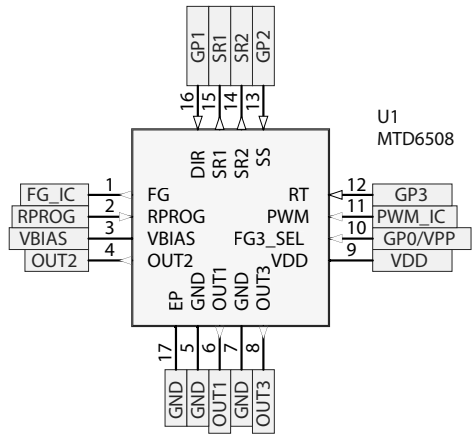 GP1 SR1 SR2 GP2
16 15 14 13
U1
MTD6508
DIR SR1 SR2 SS
FG_IC 1 FG RT 12 GP3
RPROG 2 RPROG PWM 11 PWM_IC
VBIAS 3 VBIAS FG3_SEL 10 GP0/VPP
OUT2 4 OUT2 VDD 9 VDD
EP GND OUT1 GND OUT3
17 5 6 7 8
GND GND OUT1 GND OUT3